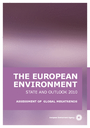 THE EUROPEAN
ENVIRONMENT
STATE AND OUTLOOK 2010
ASSESSMENT OF GLOBAL MEGATRENDS